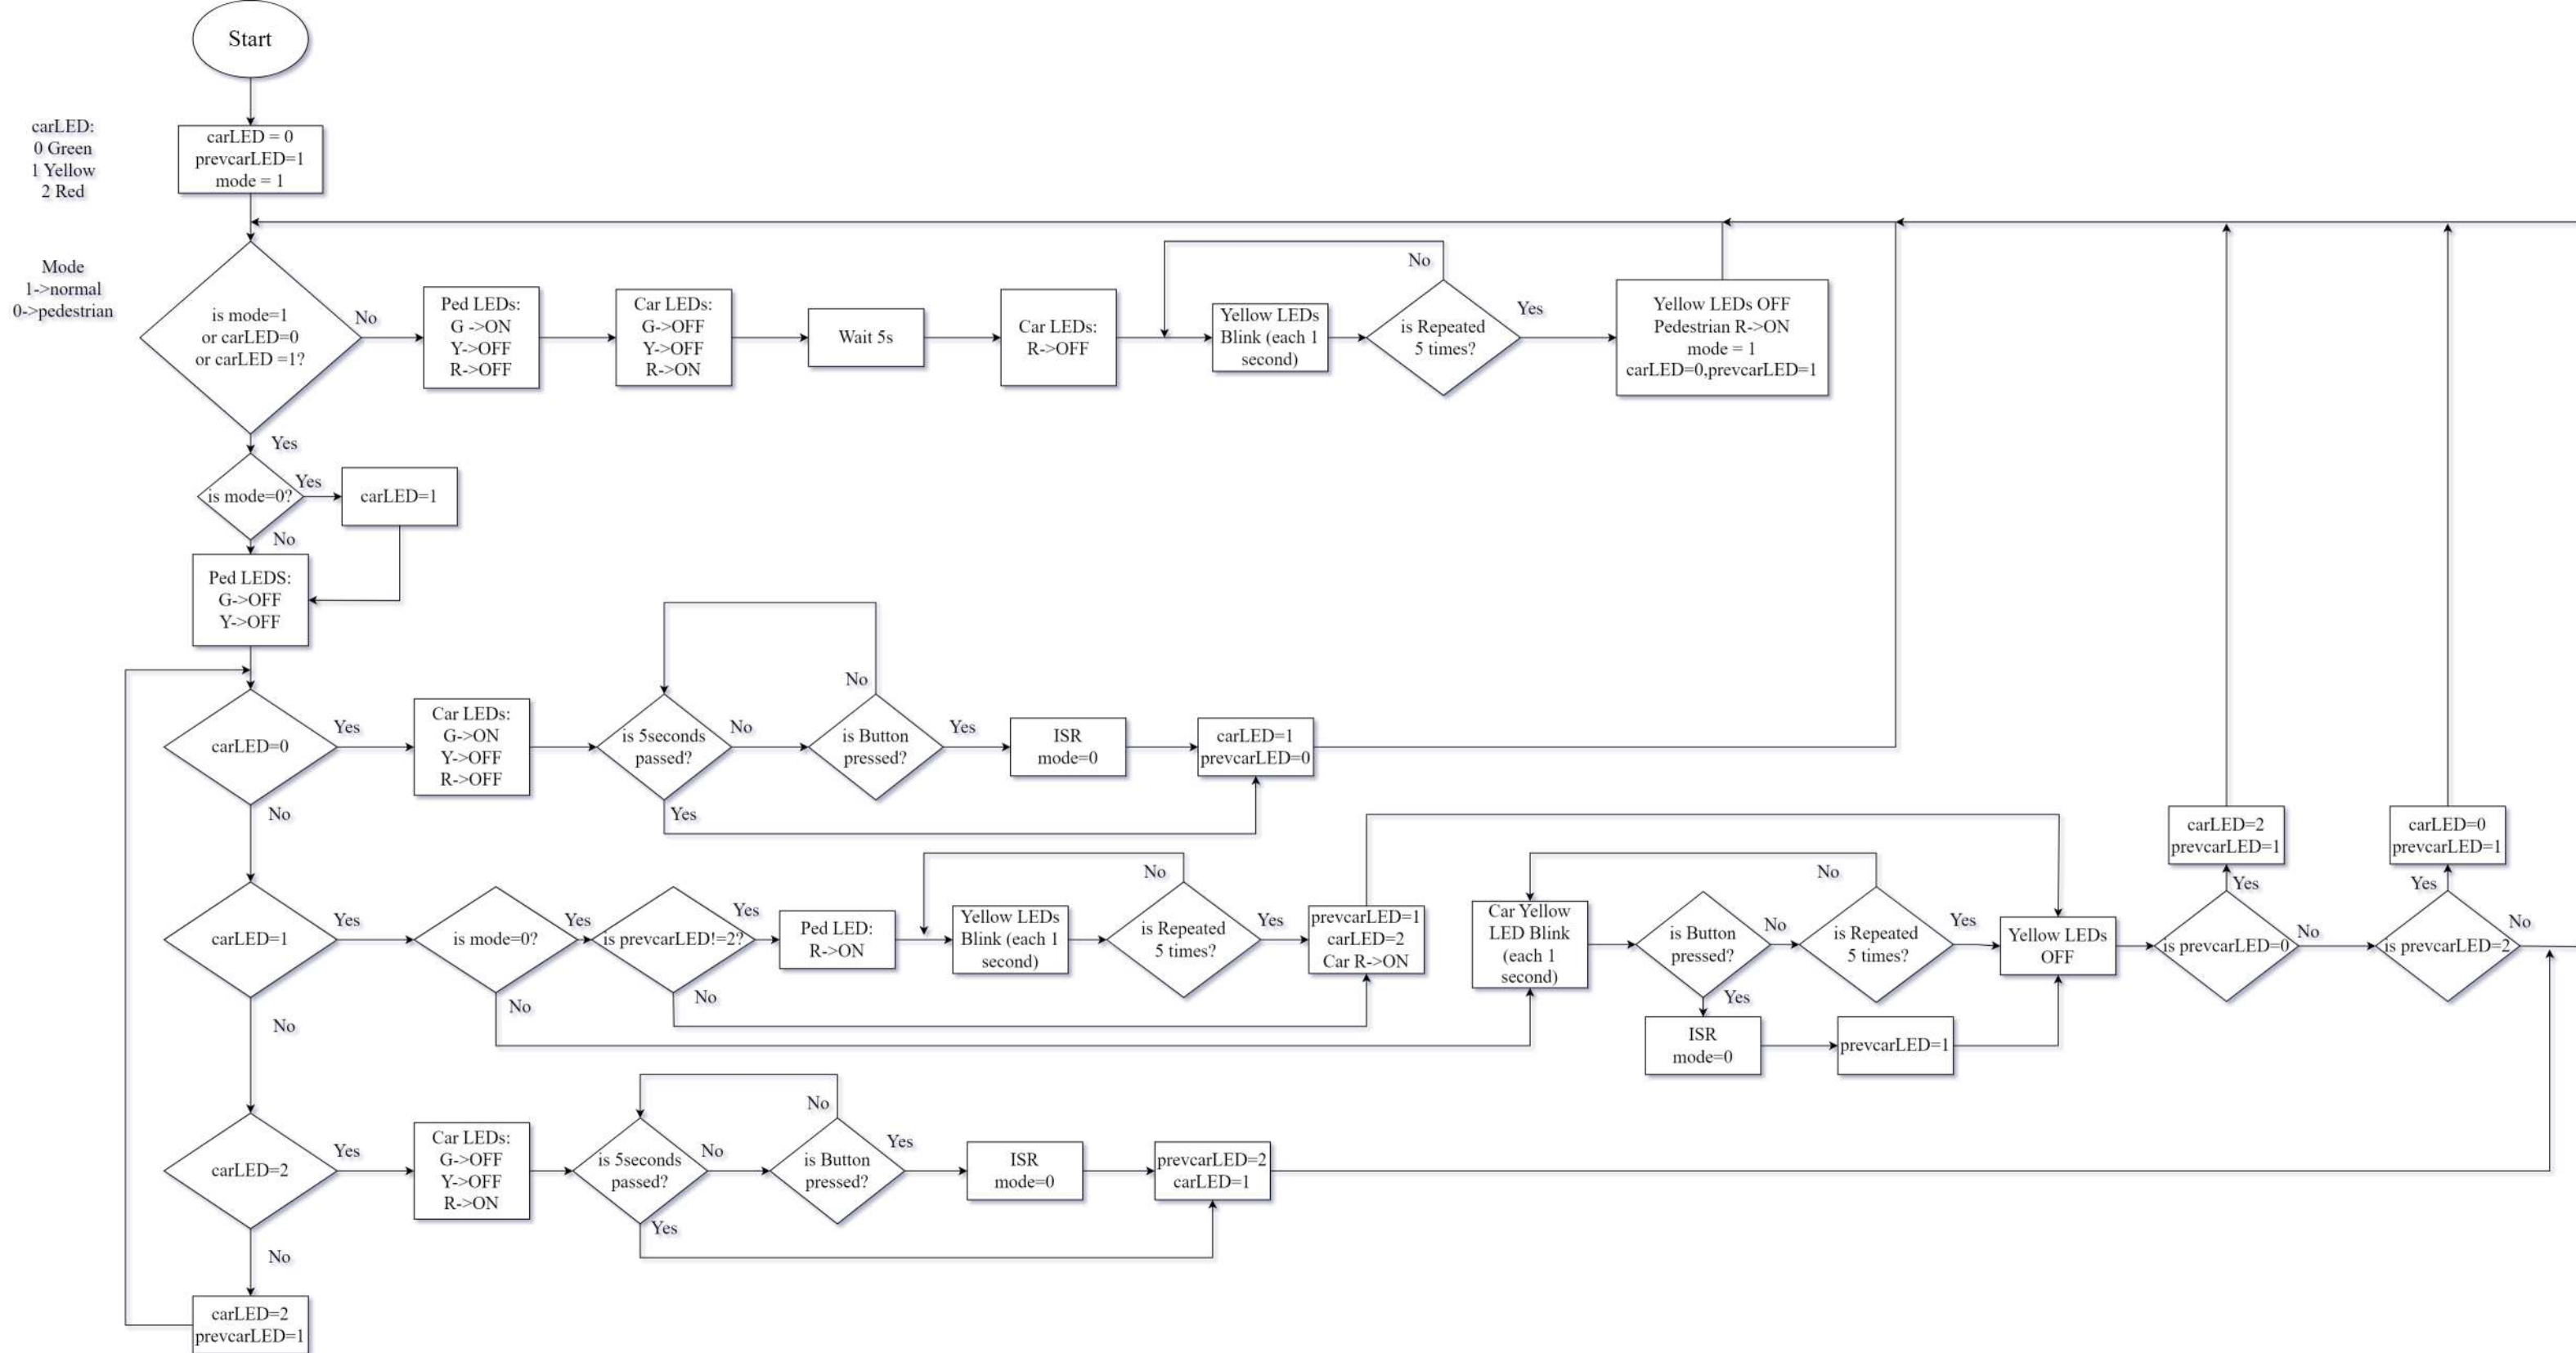 Start
carLED:
0 Green
1 Yellow
2 Red
carLED = 0
prevcarLED=1
mode = 1
Mode
1->normal
0->pedestrian
is mode=1
or carLED=0
or carLED =1?
No
Ped LEDs:
G ->ON
Y->OFF
R->OFF
Car LEDs:
G->OFF
Y->OFF
R->ON
Wait 5s
Car LEDs:
R->OFF
Yellow LEDs
Blink (each 1
second)
is Repeated
5 times?
No
Yes
Yellow LEDs OFF
Pedestrian R->ON
mode = 1
carLED=0,prevcarLED=1
Yes
is mode=0?
Yes
carLED=1
No
Ped LEDS:
G->OFF
Y->OFF
carLED=0
Yes
Car LEDs:
G->ON
Y->OFF
R->OFF
is 5seconds
passed?
No
is Button
pressed?
No
Yes
ISR
mode=0
carLED=1
prevcarLED=0
Yes
No
carLED=1
Yes
is mode=0?
Yes
is prevcarLED!=2?
Yes
Ped LED:
R->ON
Yellow LEDs
Blink (each 1
second)
is Repeated
5 times?
No
Yes
prevcarLED=1
carLED=2
Car R->ON
No
No
Car Yellow
LED Blink
(each 1
second)
is Button
pressed?
No
is Repeated
5 times?
No
Yes
Yellow LEDs
OFF
Yes
ISR
mode=0
prevcarLED=1
is prevcarLED=0
Yes
carLED=2
prevcarLED=1
No
is prevcarLED=2
Yes
carLED=0
prevcarLED=1
No
No
carLED=2
Yes
Car LEDs:
G->OFF
Y->OFF
R->ON
is 5seconds
passed?
No
is Button
pressed?
No
Yes
ISR
mode=0
prevcarLED=2
carLED=1
Yes
No
carLED=2
prevcarLED=1